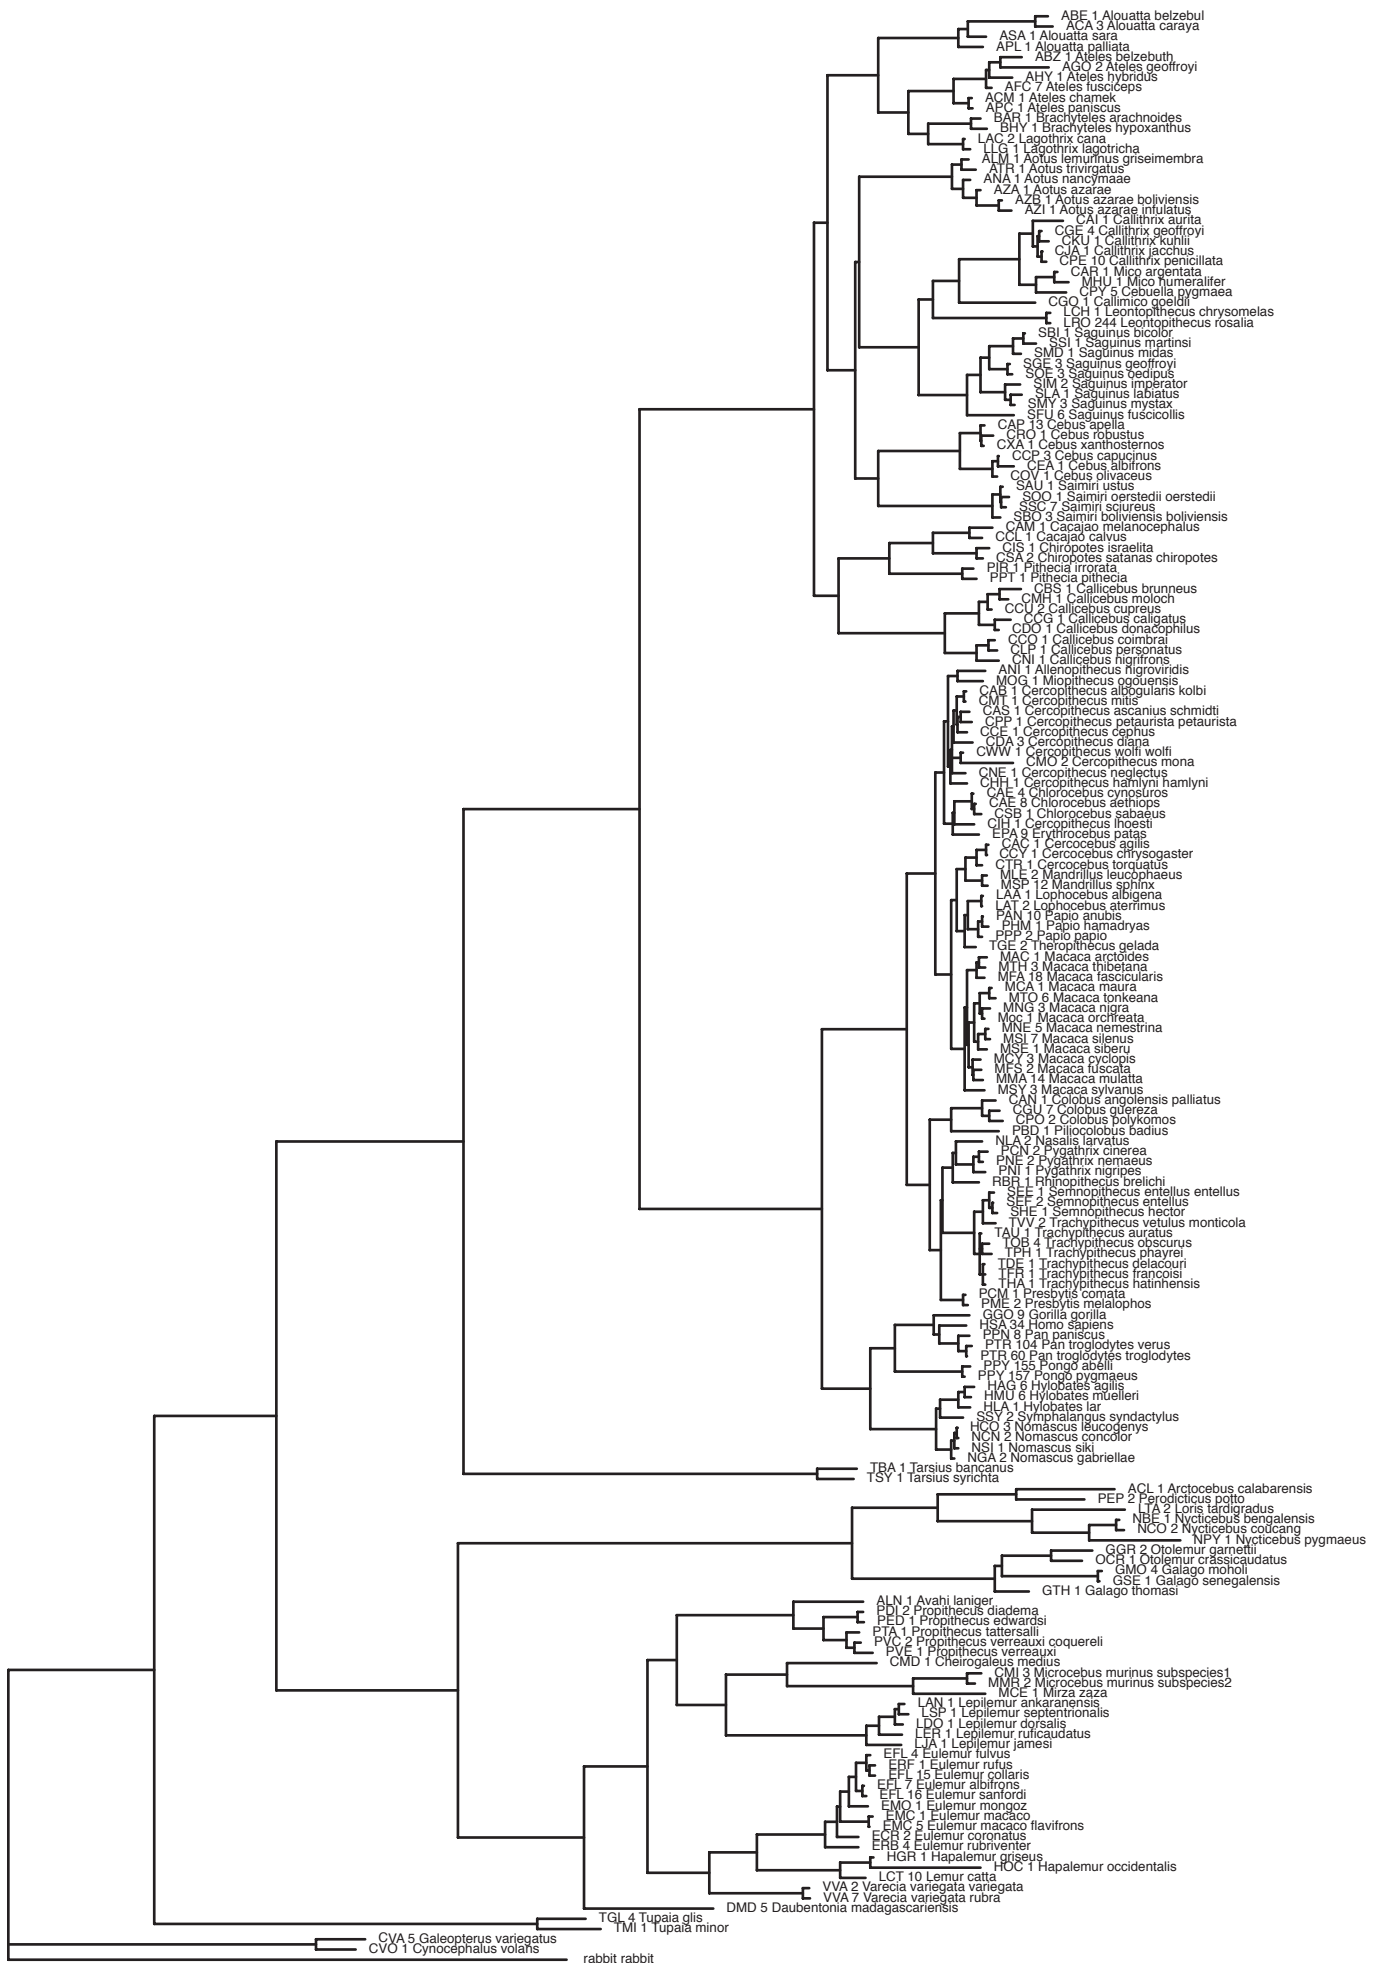 ABE 1 Alouatta belzebul
ACA 3 Alouatta caraya
ASA 1 Alouatta sara
APL 1 Alouatta palliata
ABZ 1 Ateles belzebuth
AGO 2 Ateles geoffroyi
AHY 1 Ateles hybridus
AFC 7 Ateles fusciceps
ACM 1 Ateles chamek
APC 1 Ateles paniscus
BAR 1 Brachyteles arachnoides
BHY 1 Brachyteles hypoxanthus
LAC 2 Lagothrix cana
LLG 1 Lagothrix lagotricha
ALM 1 Aotus lemurinus griseimembra
ATR 1 Aotus trivirgatus
ANA 1 Aotus nancymaae
AZA 1 Aotus azarae
AZB 1 Aotus azarae boliviensis
AZI 1 Aotus azarae infulatus
CAI 1 Callithrix aurita
CGE 4 Callithrix geoffroyi
CKU 1 Callithrix kuhlii
CJA 1 Callithrix jacchus
CPE 10 Callithrix penicillata
CAR 1 Mico argentata
MHU 1 Mico humeralifer
CPY 5 Cebuella pygmaea
CGO 1 Callimico goeldii
LCH 1 Leontopithecus chrysomelas
LRO 244 Leontopithecus rosalia
SBI 1 Saguinus bicolor
SSI 1 Saguinus martinsi
SMD 1 Saguinus midas
SGE 3 Saguinus geoffroyi
SOE 3 Saguinus oedipus
SIM 2 Saguinus imperator
SLA 1 Saguinus labiatus
SMY 3 Saguinus mystax
SFU 6 Saguinus fuscicollis
CAP 13 Cebus apella
CRO 1 Cebus robustus
CXA 1 Cebus xanthosternos
CCP 3 Cebus capucinus
CEA 1 Cebus albifrons
COV 1 Cebus olivaceus
SAU 1 Saimiri ustus
SOO 1 Saimiri oerstedii oerstedii
SSC 7 Saimiri sciureus
SBO 3 Saimiri boliviensis boliviensis
CAM 1 Cacajao melanocephalus
CCL 1 Cacajao calvus
CIS 1 Chiropotes israelita
CSA 2 Chiropotes satanas chiropotes
PIR 1 Pithecia irrorata
PPT 1 Pithecia pithecia
CBS 1 Callicebus brunneus
CMH 1 Callicebus moloch
CCU 2 Callicebus cupreus
CCG 1 Callicebus caligatus
CDO 1 Callicebus donacophilus
CCO 1 Callicebus coimbrai
CLP 1 Callicebus personatus
CNI 1 Callicebus nigrifrons
ANI 1 Allenopithecus nigroviridis
MOG 1 Miopithecus ogouensis
CAB 1 Cercopithecus albogularis kolbi
CMT 1 Cercopithecus mitis
CAS 1 Cercopithecus ascanius schmidti
CPP 1 Cercopithecus petaurista petaurista
CCE 1 Cercopithecus cephus
CDA 3 Cercopithecus diana
CWW 1 Cercopithecus wolfi wolfi
CMO 2 Cercopithecus mona
CNE 1 Cercopithecus neglectus
CHH 1 Cercopithecus hamlyni hamlyni
CAE 4 Chlorocebus cynosuros
CAE 8 Chlorocebus aethiops
CSB 1 Chlorocebus sabaeus
CIH 1 Cercopithecus lhoesti
EPA 9 Erythrocebus patas
CAC 1 Cercocebus agilis
CCY 1 Cercocebus chrysogaster
CTR 1 Cercocebus torquatus
MLE 2 Mandrillus leucophaeus
MSP 12 Mandrillus sphinx
LAA 1 Lophocebus albigena
LAT 2 Lophocebus aterrimus
PAN 10 Papio anubis
PHM 1 Papio hamadryas
PPP 2 Papio papio
TGE 2 Theropithecus gelada
MAC 1 Macaca arctoides
MTH 3 Macaca thibetana
MFA 18 Macaca fascicularis
MCA 1 Macaca maura
MTO 6 Macaca tonkeana
MNG 3 Macaca nigra
Moc 1 Macaca orchreata
MNE 5 Macaca nemestrina
MSI 7 Macaca silenus
MSE 1 Macaca siberu
MCY 3 Macaca cyclopis
MFS 2 Macaca fuscata
MMA 14 Macaca mulatta
MSY 3 Macaca sylvanus
CAN 1 Colobus angolensis palliatus
CGU 7 Colobus guereza
CPO 2 Colobus polykomos
PBD 1 Piliocolobus badius
NLA 2 Nasalis larvatus
PCN 2 Pygathrix cinerea
PNE 2 Pygathrix nemaeus
PNI 1 Pygathrix nigripes
RBR 1 Rhinopithecus brelichi
SEE 1 Semnopithecus entellus entellus
SEF 2 Semnopithecus entellus
SHE 1 Semnopithecus hector
TVV 2 Trachypithecus vetulus monticola
TAU 1 Trachypithecus auratus
TOB 4 Trachypithecus obscurus
TPH 1 Trachypithecus phayrei
TDE 1 Trachypithecus delacouri
TFR 1 Trachypithecus francoisi
THA 1 Trachypithecus hatinhensis
PCM 1 Presbytis comata
PME 2 Presbytis melalophos
GGO 9 Gorilla gorilla
HSA 34 Homo sapiens
PPN 8 Pan paniscus
PTR 104 Pan troglodytes verus
PTR 60 Pan troglodytes troglodytes
PPY 155 Pongo abelli
PPY 157 Pongo pygmaeus
HAG 6 Hylobates agilis
HMU 6 Hylobates muelleri
HLA 1 Hylobates lar
SSY 2 Symphalangus syndactylus
HCO 3 Nomascus leucogenys
NCN 2 Nomascus concolor
NSI 1 Nomascus siki
NGA 2 Nomascus gabriellae
TBA 1 Tarsius bancanus
TSY 1 Tarsius syrichta
ACL 1 Arctocebus calabarensis
PEP 2 Perodicticus potto
LTA 2 Loris tardigradus
NBE 1 Nycticebus bengalensis
NCO 2 Nycticebus coucang
NPY 1 Nycticebus pygmaeus
GGR 2 Otolemur garnettii
OCR 1 Otolemur crassicaudatus
GMO 4 Galago moholi
GSE 1 Galago senegalensis
GTH 1 Galago thomasi
ALN 1 Avahi laniger
PDI 2 Propithecus diadema
PED 1 Propithecus edwardsi
PTA 1 Propithecus tattersalli
PVC 2 Propithecus verreauxi coquereli
PVE 1 Propithecus verreauxi
CMD 1 Cheirogaleus medius
CMI 3 Microcebus murinus subspecies1
MMR 2 Microcebus murinus subspecies2
MCE 1 Mirza zaza
LAN 1 Lepilemur ankaranensis
LSP 1 Lepilemur septentrionalis
LDO 1 Lepilemur dorsalis
LER 1 Lepilemur ruficaudatus
LJA 1 Lepilemur jamesi
EFL 4 Eulemur fulvus
ERF 1 Eulemur rufus
EFL 15 Eulemur collaris
EFL 7 Eulemur albifrons
EFL 16 Eulemur sanfordi
EMO 1 Eulemur mongoz
EMC 1 Eulemur macaco
EMC 5 Eulemur macaco flavifrons
ECR 2 Eulemur coronatus
ERB 4 Eulemur rubriventer
HGR 1 Hapalemur griseus
HOC 1 Hapalemur occidentalis
LCT 10 Lemur catta
VVA 2 Varecia variegata variegata
VVA 7 Varecia variegata rubra
DMD 5 Daubentonia madagascariensis
TGL 4 Tupaia glis
TMI 1 Tupaia minor
CVA 5 Galeopterus variegatus
CVO 1 Cynocephalus volans
rabbit rabbit